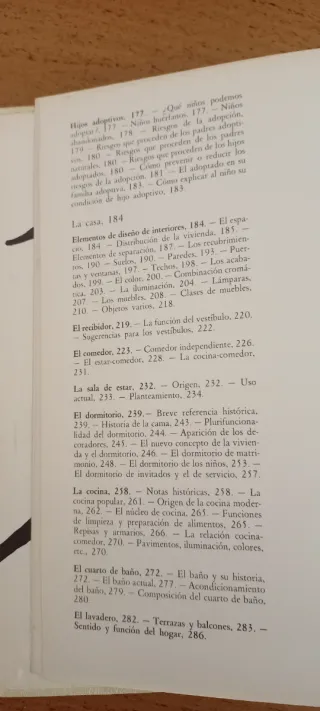 Hijos adoptivos, 177. — ¿Qué niños podemos
adoptar?, 177. — Niños huérfanos, 177. — Niños
abandonados, 178. — Riesgos de la adopción,
179. — Riesgos que proceden de los padres adopti-
vos, 180. — Riesgos que proceden de los padres
naturales, 180. — Riesgos que proceden de los hijos
adoptados, 180. — Cómo prevenir o reducir los
riesgos de la adopción, 181. — El adoptado en su
familia adoptiva, 183. — Cómo explicar al niño su
condición de hijo adoptivo, 183.
La casa, 184
Elementos de diseño de interiores, 184. — El espa-
cio, 184. — Distribución de la vivienda, 185. —
Elementos de separación, 187. — Los recubrimien-
tos, 190. — Suelos, 190. — Paredes, 193. — Puer-
tas y ventanas, 197. — Techos, 198. — Los acaba-
dos, 199. — El color, 200. — Combinación cromá-
tica, 203. — La iluminación, 204. — Lámparas,
207. — Los muebles, 208. — Clases de muebles,
210. — Objetos varios, 218.
El recibidor, 219. — La función del vestíbulo, 220.
— Sugerencias para los vestíbulos, 222.
El comedor, 223. — Comedor independiente, 226.
— El estar-comedor, 228. — La cocina-comedor,
231.
La sala de estar, 232. — Origen, 232. — Uso
actual, 233. — Planteamiento, 234.
El dormitorio, 239. — Breve referencia histórica,
239. — Historia de la cama, 243. — Plurifunciona-
lidad del dormitorio, 244. — Aparición de los de-
coradores, 245. — El nuevo concepto de la vivien-
da y el dormitorio, 246. — El dormitorio de matri-
monio, 248. — El dormitorio de los niños, 253. —
El dormitorio de invitados y el de servicio, 257.
La cocina, 258. — Notas históricas, 258. — La
cocina popular, 261. — Origen de la cocina moder-
na, 262. — El núcleo de cocina, 265. — Funciones
de limpieza y preparación de alimentos, 265. —
Repisas y armarios, 266. — La relación cocina-
comedor, 270. — Pavimentos, iluminación, colores,
etc., 270.
El cuarto de baño, 272. — El baño y su historia,
272. — El baño actual, 277. — Acondicionamiento
del baño, 279. — Composición del cuarto de baño,
280.
El lavadero, 282. — Terrazas y balcones, 283. —
Sentido y función del hogar, 286.